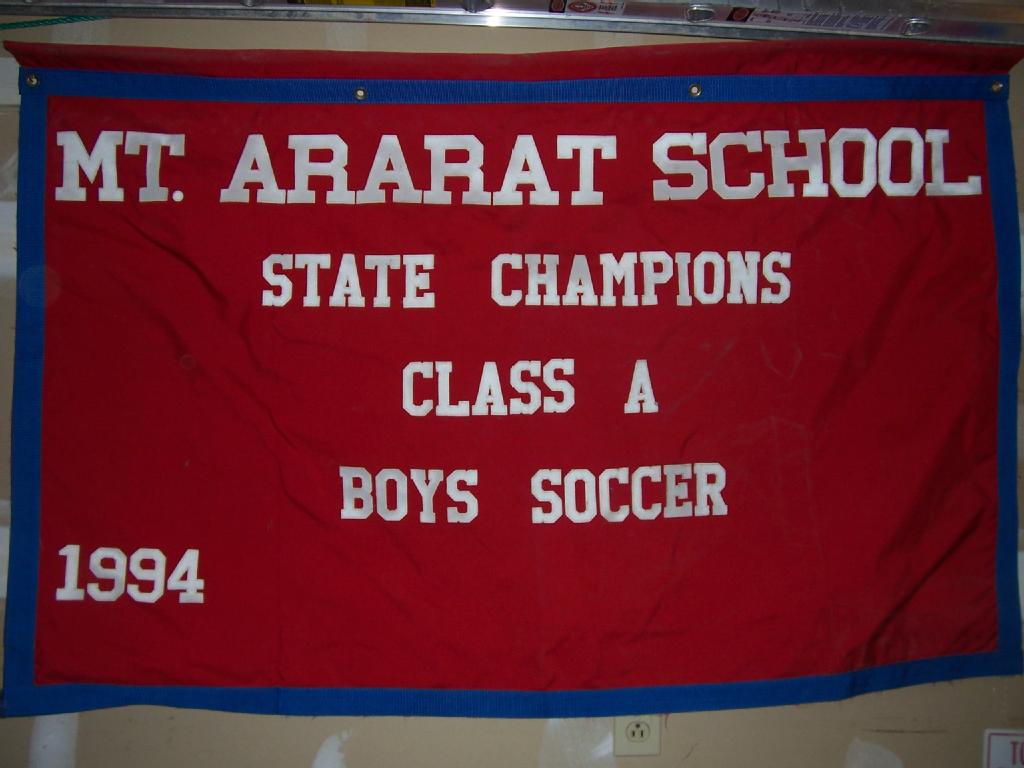 MT. ARARAT SCHOOL
STATE CHAMPIONS
CLASS A
BOYS SOCCER
1994